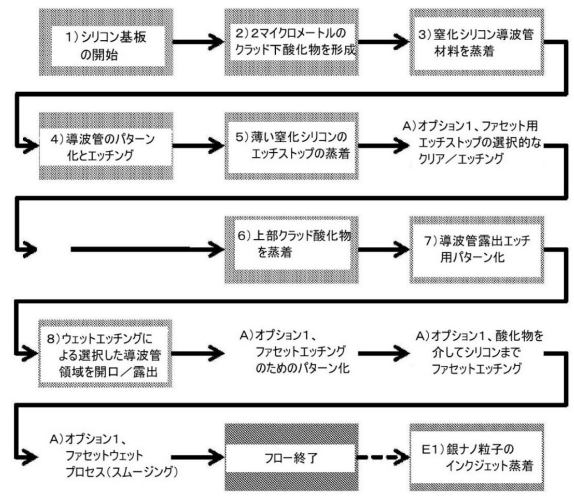 1)シリコン基板
の開始
2)2マイクロメートルの
クラッド下酸化物を形成
3)窒化シリコン導波管
材料を蒸着
4)導波管のパターン
化とエッチング
5)薄い窒化シリコンの
エッチストップの蒸着
A)オプション1、ファセット用
エッチストップの選択的な
クリア/エッチング
6)上部クラッド酸化物
を蒸着
7)導波管露出エッチ
用パターン化
8)ウェットエッチングに
よる選択した導波管
領域を開口/露出
A)オプション1、
ファセットエッチング
のためのパターン化
A)オプション1、酸化物を
介してシリコンまで
ファセットエッチング
A)オプション1、
ファセットウェット
プロセス(スムージング)
フロー終了
E1)銀ナノ粒子の
インクジェット蒸着